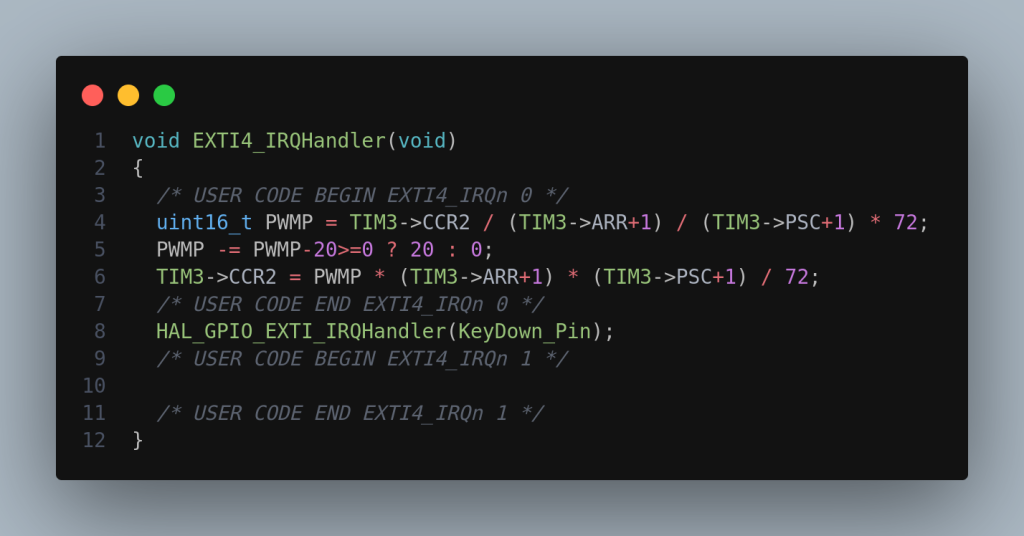 1 void EXTI4_IRQHandler(void)
2 {
3   /* USER CODE BEGIN EXTI4_IRQn 0 */
4   uint16_t PWMP = TIM3->CCR2 / (TIM3->ARR+1) / (TIM3->PSC+1) * 72;
5   PWMP -= PWMP-20>=0 ? 20 : 0;
6   TIM3->CCR2 = PWMP * (TIM3->ARR+1) * (TIM3->PSC+1) / 72;
7   /* USER CODE END EXTI4_IRQn 0 */
8   HAL_GPIO_EXTI_IRQHandler(KeyDown_Pin);
9   /* USER CODE BEGIN EXTI4_IRQn 1 */
10
11   /* USER CODE END EXTI4_IRQn 1 */
12 }